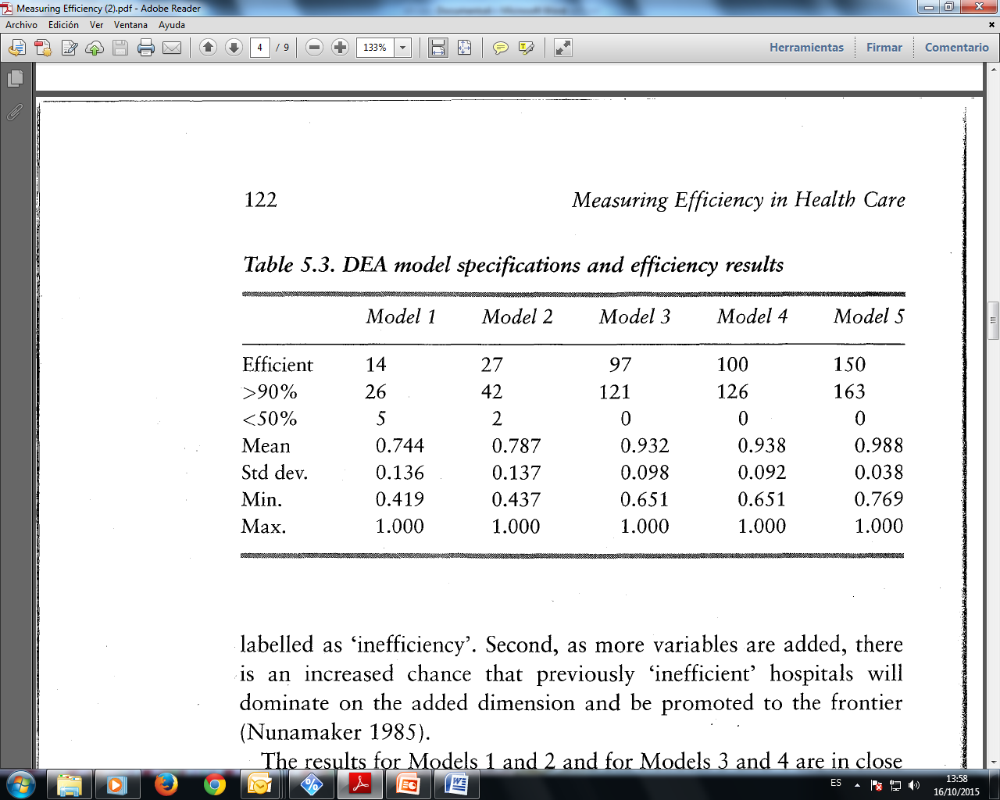 Measuring Efficiency (2).pdf - Adobe Reader
Archivo Edición Ver Ventana Ayuda
4 / 9 133% Herramientas Firmar Comentario
122 Measuring Efficiency in Health Care
Table 5.3. DEA model specifications and efficiency results
Model 1 Model 2 Model 3 Model 4 Model 5
Efficient 14 27 97 100 150
>90% 26 42 121 126 163
<50% 5 2 0 0 0
Mean 0.744 0.787 0.932 0.938 0.988
Std dev. 0.136 0.137 0.098 0.092 0.038
Min. 0.419 0.437 0.651 0.651 0.769
Max. 1.000 1.000 1.000 1.000 1.000
labelled as ‘inefficiency’. Second, as more variables are added, there
is an increased chance that previously ‘inefficient’ hospitals will
dominate on the added dimension and be promoted to the frontier
(Nunamaker 1985).
The results for Models 1 and 2 and for Models 3 and 4 are in close
ES 13:58
16/10/2015